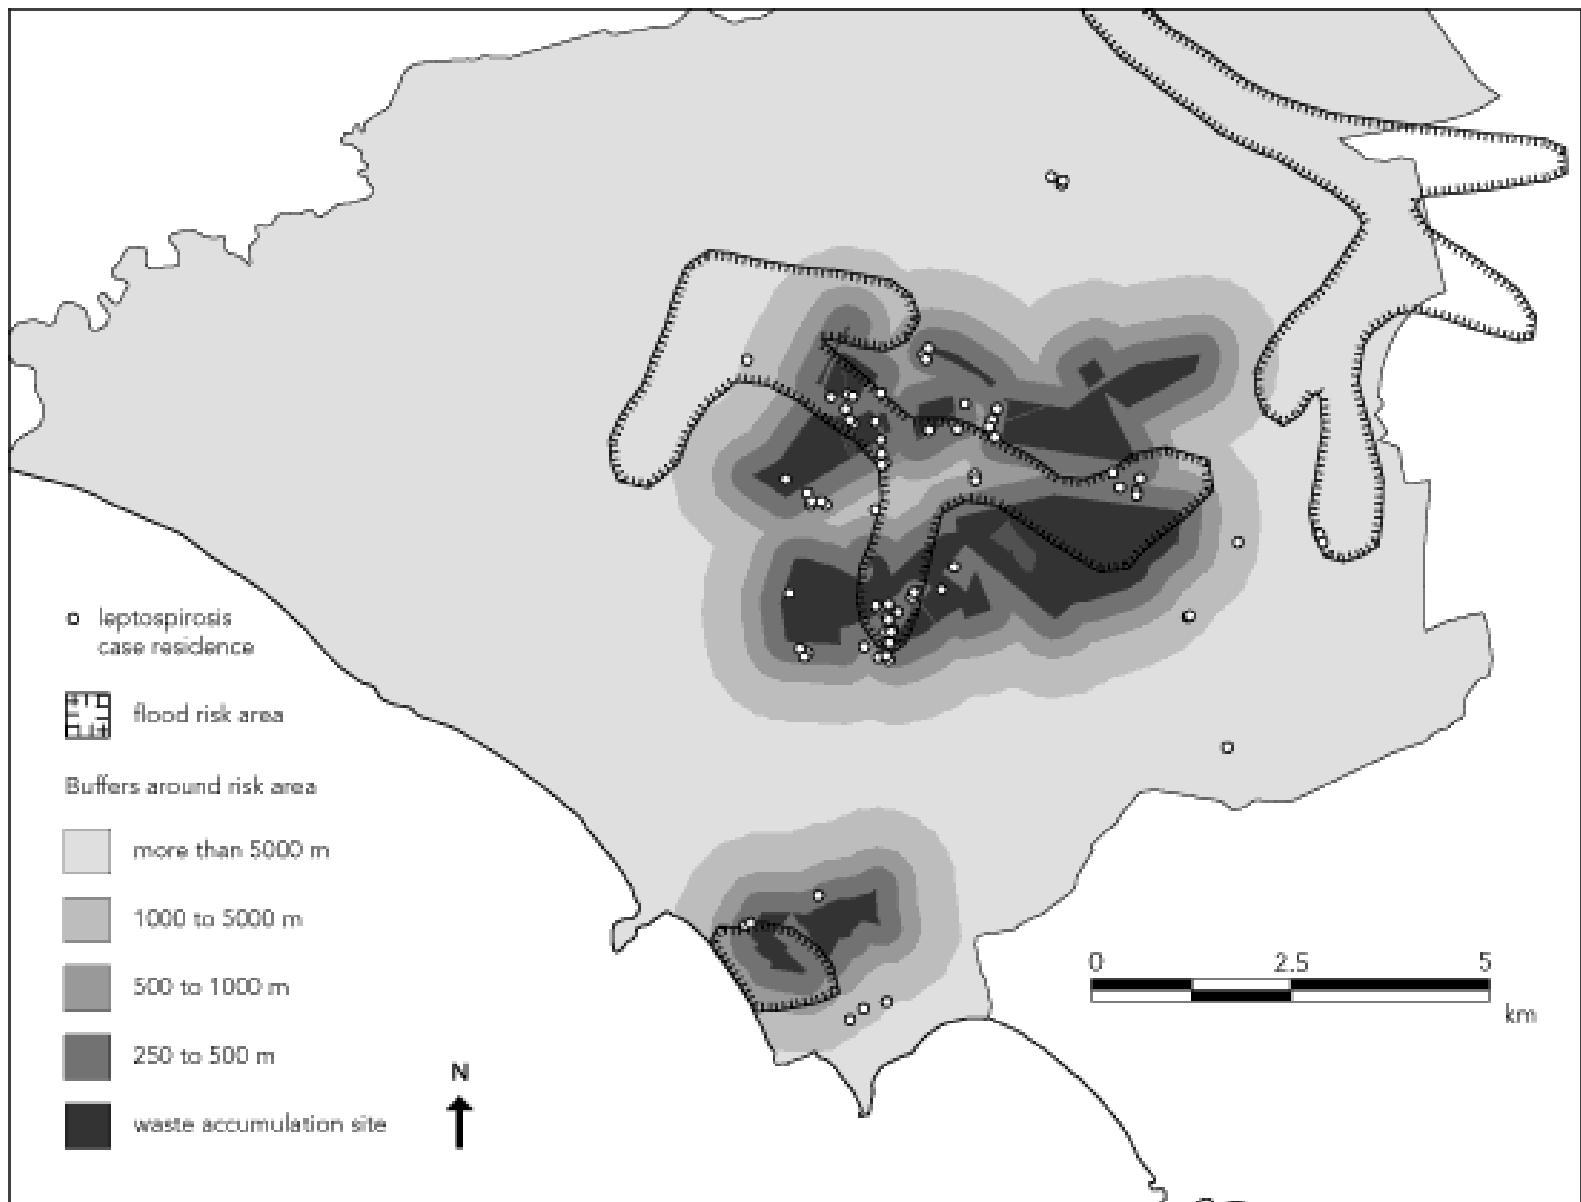 leptospirosis
case residence
flood risk area
Buffers around risk area
more than 5000 m
1000 to 5000 m
500 to 1000 m
250 to 500 m
waste accumulation site
N
0 2.5 5
km